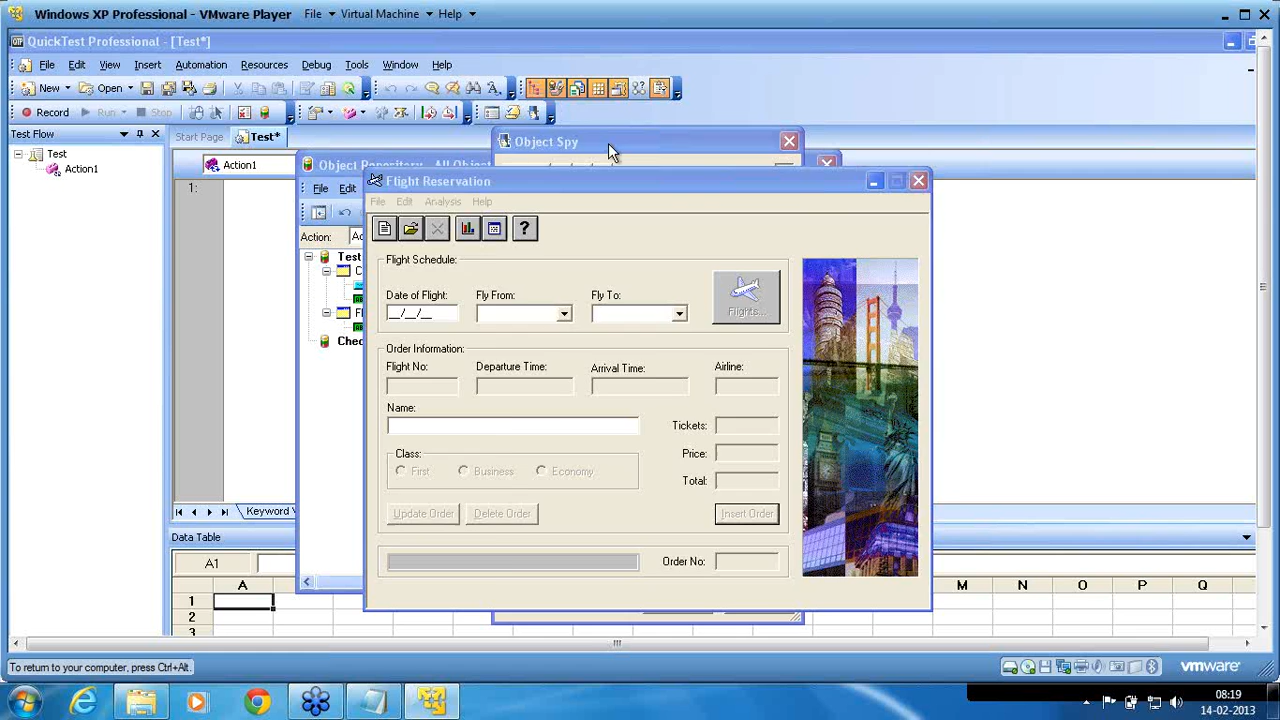 Windows XP Professional - VMware Player File Virtual Machine Help
QuickTest Professional - [Test*]
File Edit View Insert Automation Resources Debug Tools Window Help
New Open
Record Run Stop
Test Flow
Start Page Test*
Object Spy
Test
Action1
Action1
Object Repository - All Object
1:
File Edit
Action:
Test
Flight Reservation
File Edit Analysis Help
?
Flight Schedule:
Date of Flight: Fly From: Fly To:
__/__/__
Flights...
Order Information:
Flight No: Departure Time: Arrival Time: Airline:
Name:
Tickets:
Class:
Price:
First Business Economy
Total:
Update Order Delete Order Insert Order
Order No:
Keyword V
Data Table
A1
A M N O P Q
1
2
3
To return to your computer, press Ctrl+Alt.
vmware
08:19
14-02-2013